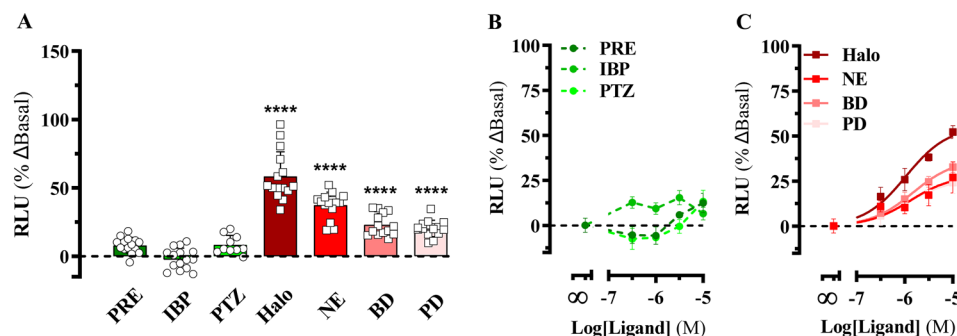 A
RLU (% ΔBasal)
150
100
50
0
****
****
****
****
PRE
IBP
PTZ
Halo
NE
BD
PD
B
RLU (% ΔBasal)
100
75
50
25
0
PRE
IBP
PTZ
∞
-7
-6
-5
Log[Ligand] (M)
C
RLU (% ΔBasal)
100
75
50
25
0
Halo
NE
BD
PD
∞
-7
-6
-5
Log[Ligand] (M)